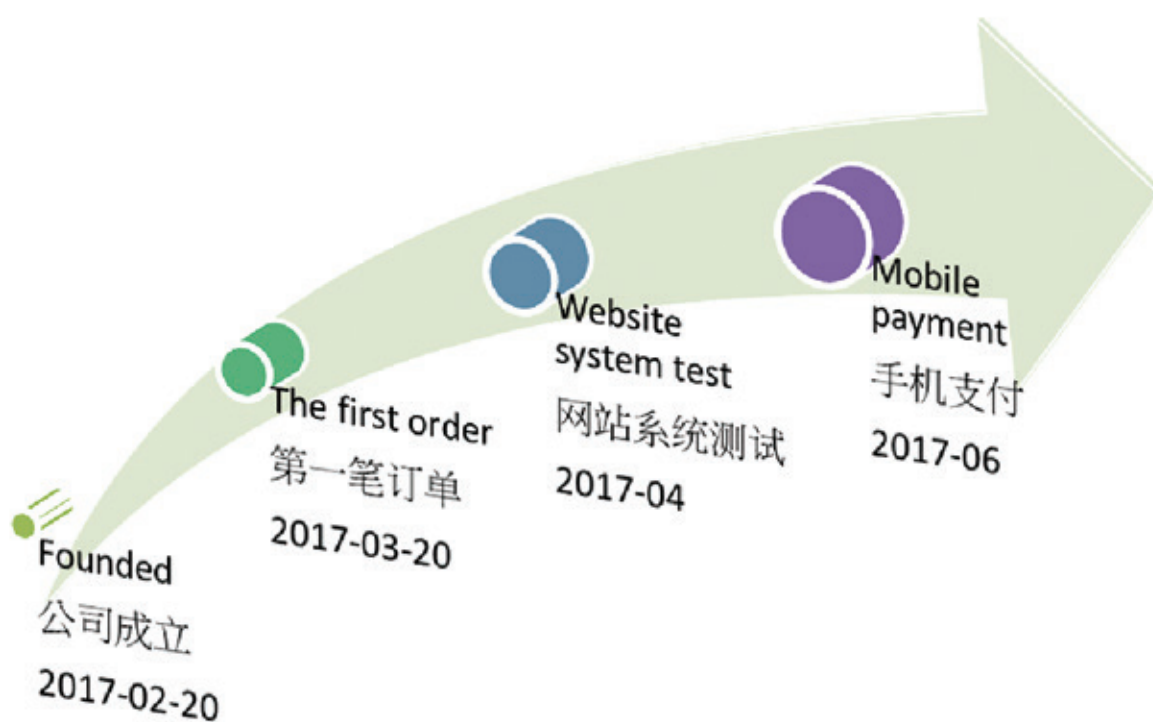 Founded
公司成立
2017-02-20
The first order
第一笔订单
2017-03-20
Website
system test
网站系统测试
2017-04
Mobile
payment
手机支付
2017-06